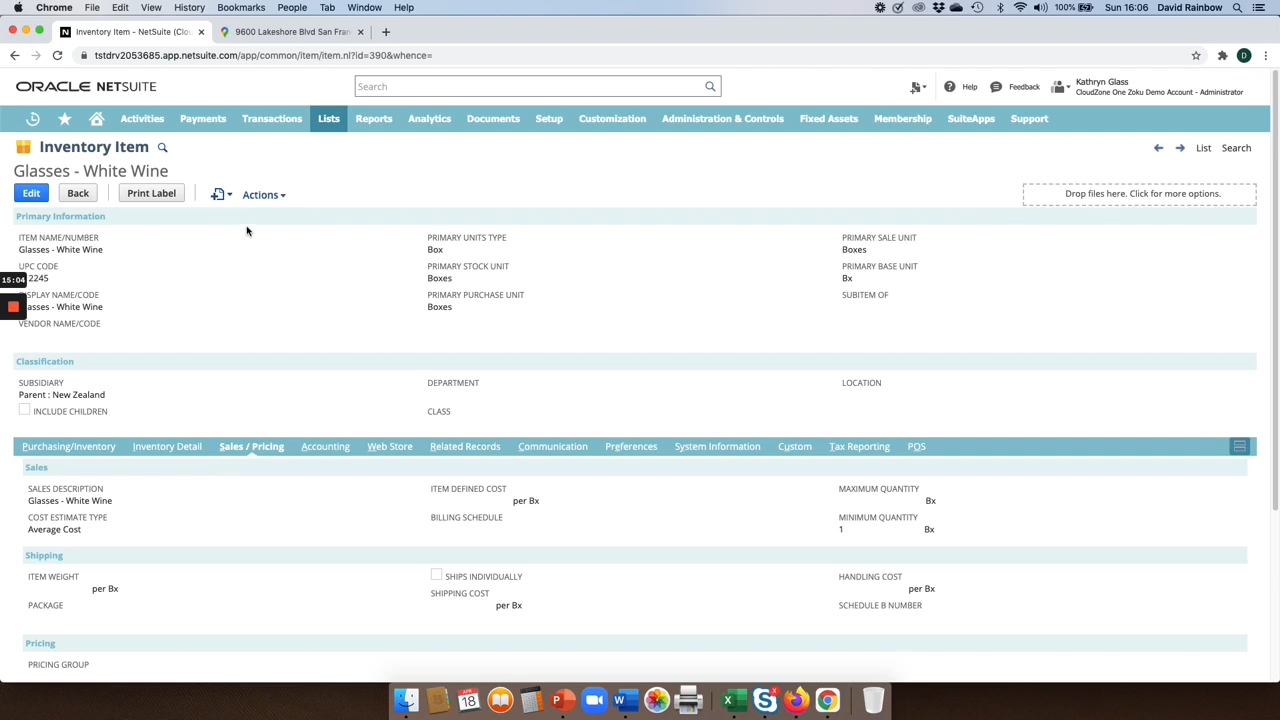 Chrome File Edit View History Bookmarks People Tab Window Help 100% Sun 16:06 David Rainbow
Inventory Item - NetSuite (Clou 9600 Lakeshore Blvd San Fran
tstdrv2053685.app.netsuite.com/app/common/item/item.nl?id=390&whence= D
ORACLE NETSUITE Search Help Feedback Kathryn Glass
CloudZone One Zoku Demo Account - Administrator
Activities Payments Transactions Lists Reports Analytics Documents Setup Customization Administration & Controls Fixed Assets Membership SuiteApps Support
Inventory Item List Search
Glasses - White Wine
Edit Back Print Label Actions Drop files here. Click for more options.
Primary Information
ITEM NAME/NUMBER PRIMARY UNITS TYPE PRIMARY SALE UNIT
Glasses - White Wine Box Boxes
UPC CODE PRIMARY STOCK UNIT PRIMARY BASE UNIT
15:04 2245 Boxes Bx
DISPLAY NAME/CODE PRIMARY PURCHASE UNIT SUBITEM OF
Glasses - White Wine Boxes
VENDOR NAME/CODE
Classification
SUBSIDIARY DEPARTMENT LOCATION
Parent : New Zealand
INCLUDE CHILDREN CLASS
Purchasing/Inventory Inventory Detail Sales / Pricing Accounting Web Store Related Records Communication Preferences System Information Custom Tax Reporting POS
Sales
SALES DESCRIPTION ITEM DEFINED COST MAXIMUM QUANTITY
Glasses - White Wine per Bx Bx
COST ESTIMATE TYPE BILLING SCHEDULE MINIMUM QUANTITY
Average Cost 1 Bx
Shipping
ITEM WEIGHT SHIPS INDIVIDUALLY HANDLING COST
per Bx SHIPPING COST per Bx
PACKAGE per Bx SCHEDULE B NUMBER
Pricing
PRICING GROUP
APR
18